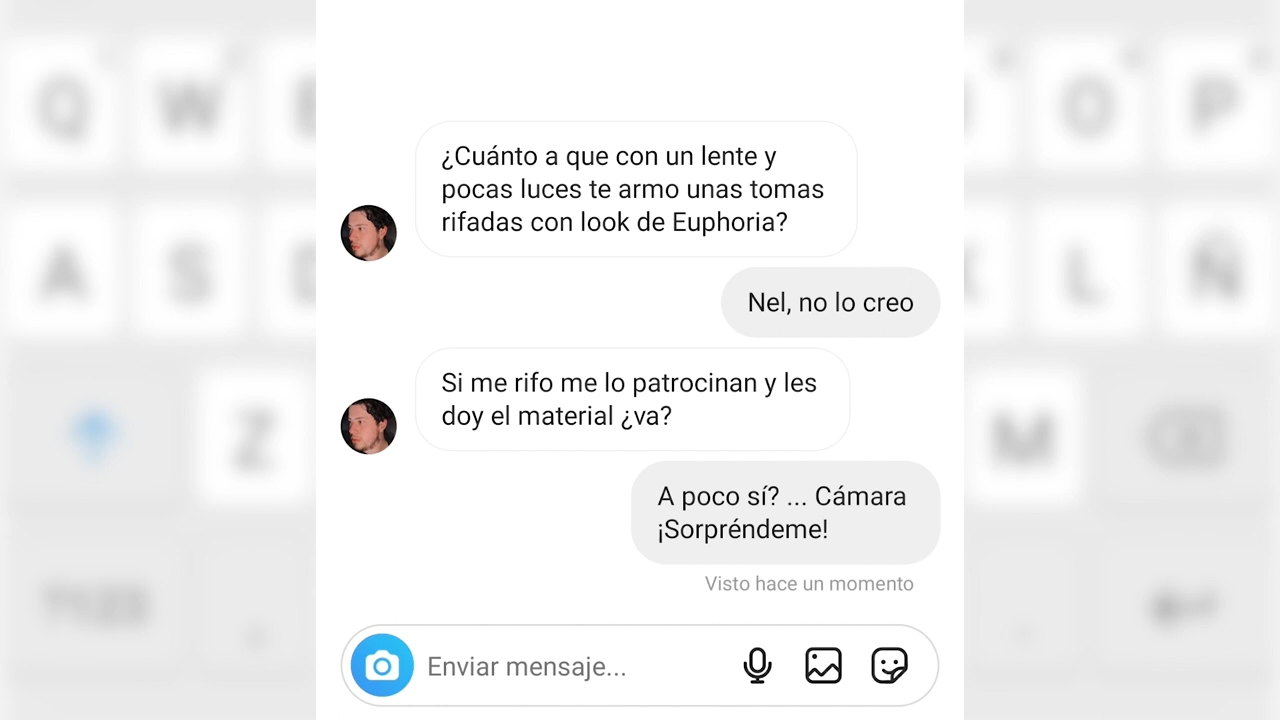 ¿Cuánto a que con un lente y
pocas luces te armo unas tomas
rifadas con look de Euphoria?
Nel, no lo creo
Si me rifo me lo patrocinan y les
doy el material ¿va?
A poco sí? ... Cámara
¡Sorpréndeme!
Visto hace un momento
Enviar mensaje...
Q W O P
A S L Ñ
Z M
?123